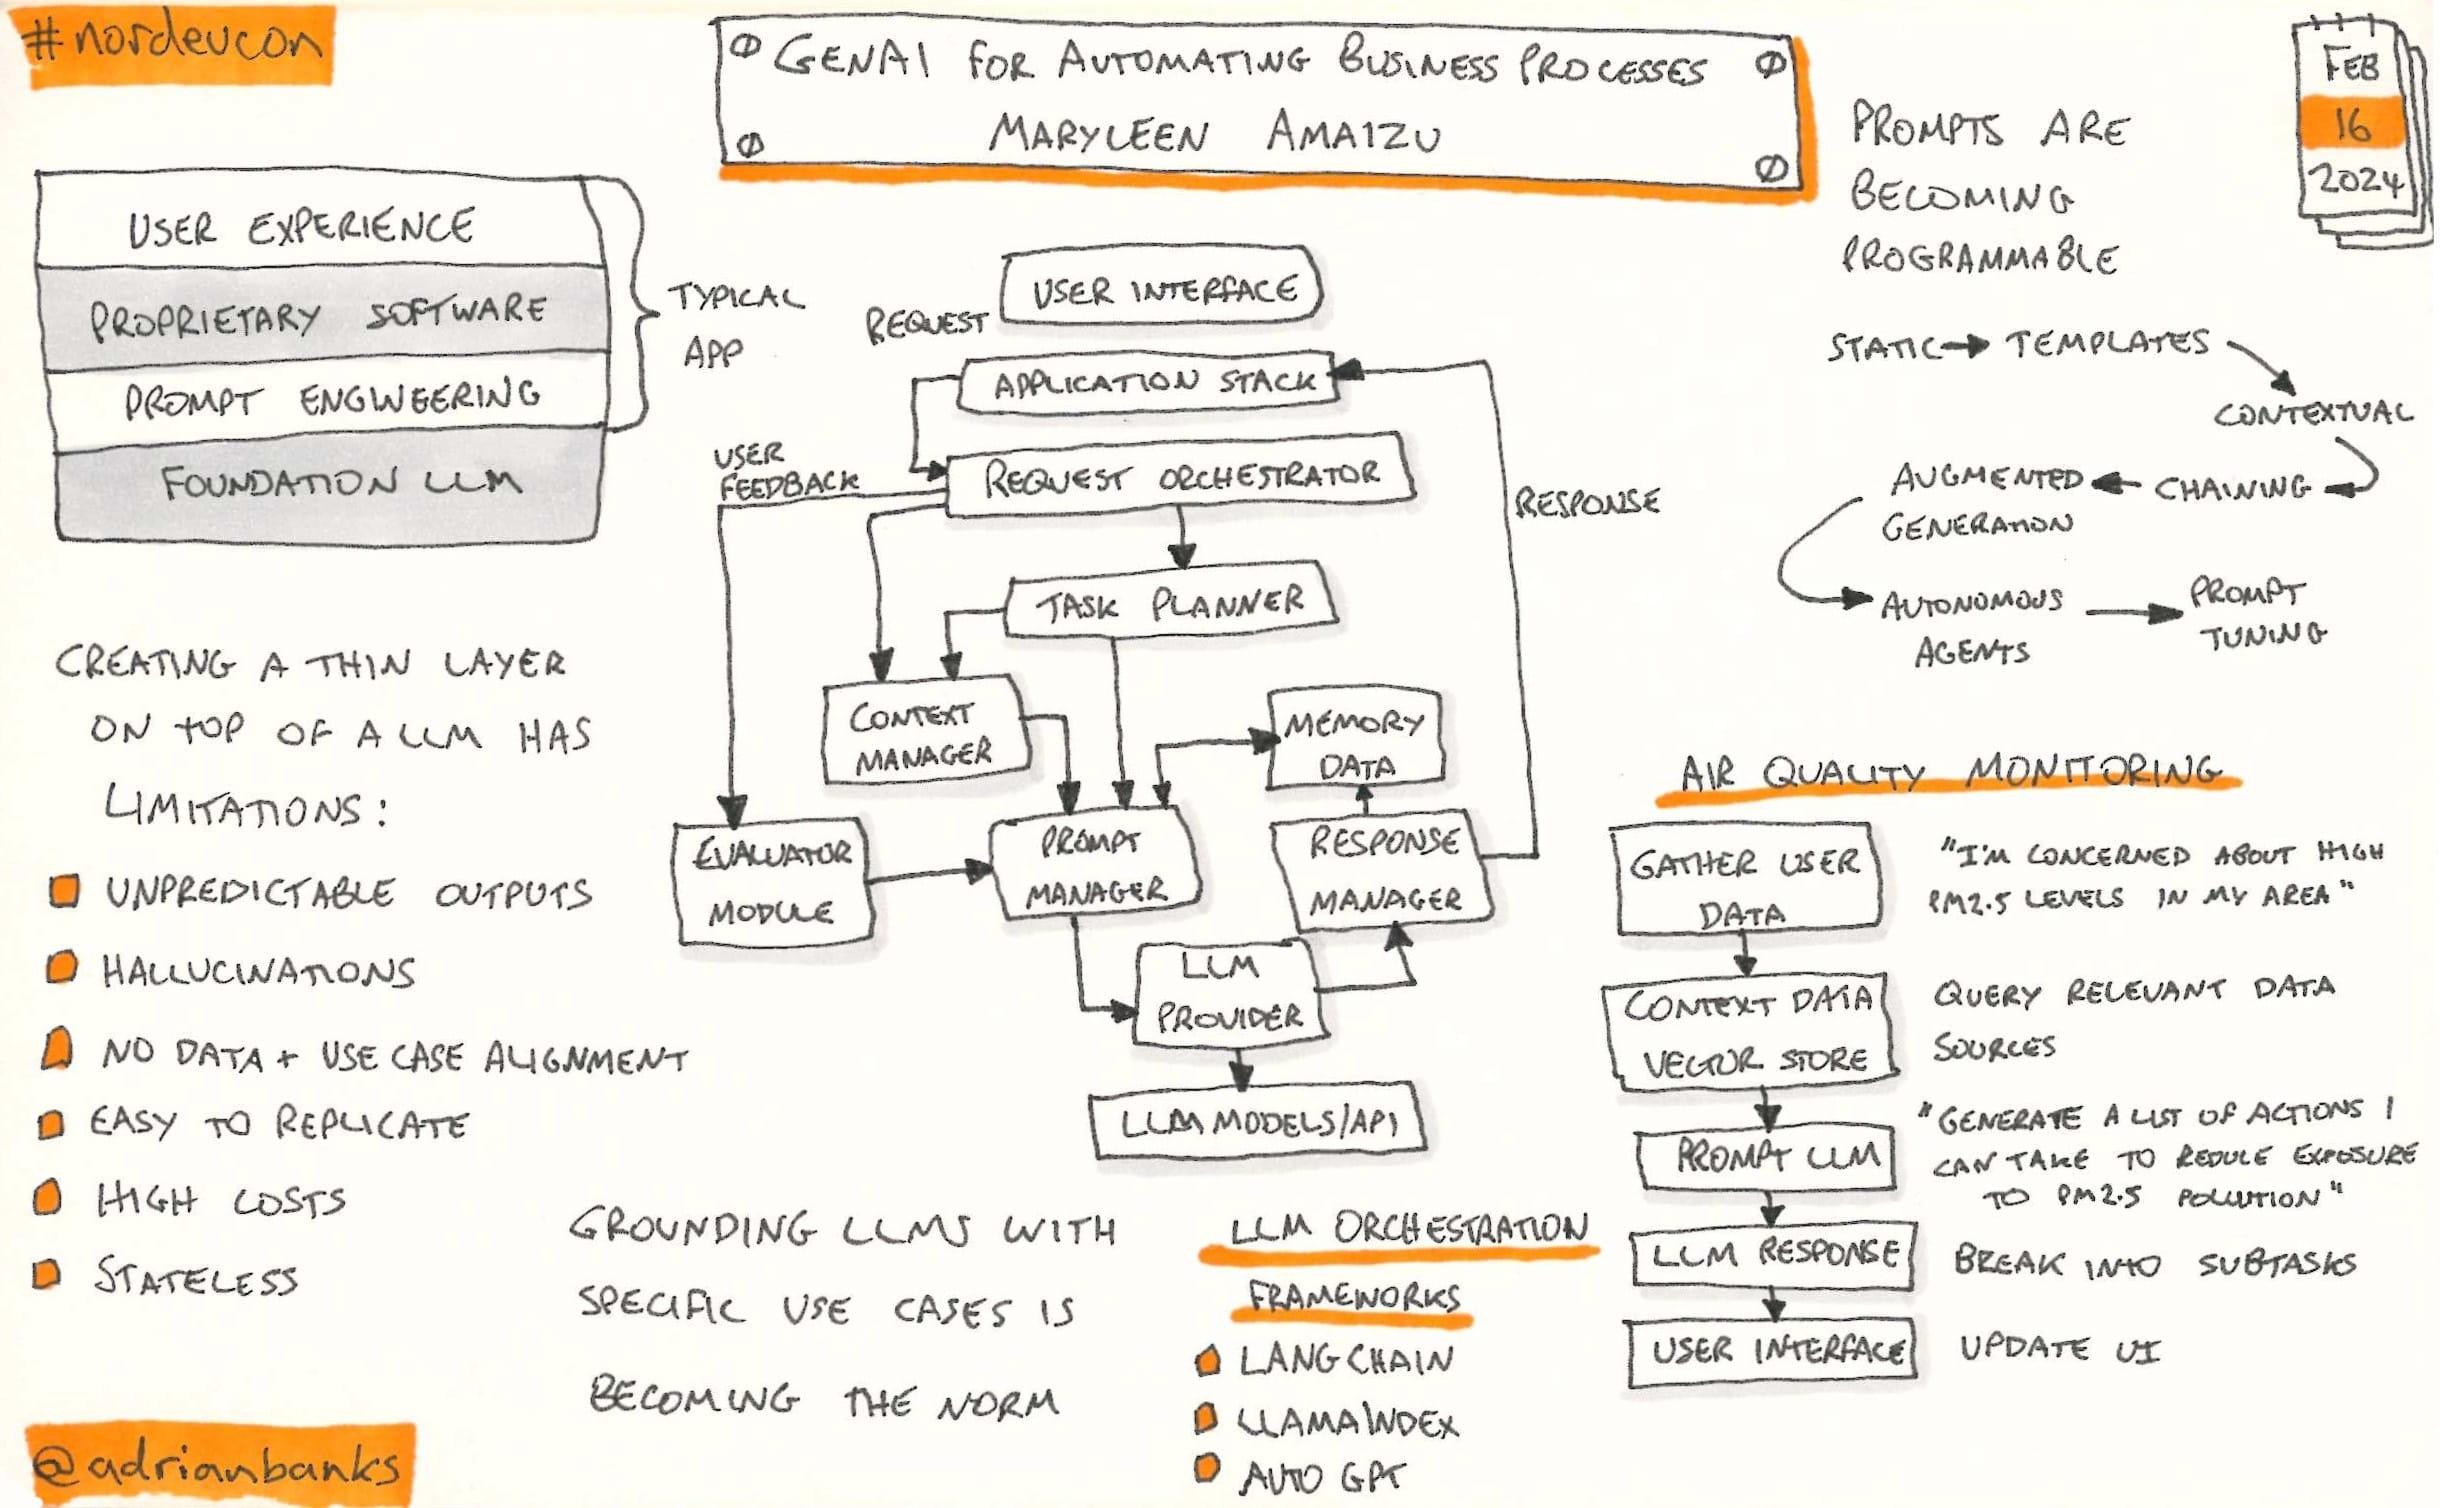 #nordevcon
GENAI FOR AUTOMATING BUSINESS PROCESSES
MARYLEEN AMAIZU
FEB
16
2024
USER EXPERIENCE
PROPRIETARY SOFTWARE
PROMPT ENGINEERING
FOUNDATION LLM
TYPICAL
APP
CREATING A THIN LAYER
ON TOP OF A LLM HAS
LIMITATIONS:
UNPREDICTABLE OUTPUTS
HALLUCINATIONS
NO DATA + USE CASE ALIGNMENT
EASY TO REPLICATE
HIGH COSTS
STATELESS
@adrianbanks
USER INTERFACE
REQUEST
APPLICATION STACK
USER
FEEDBACK
REQUEST ORCHESTRATOR
RESPONSE
TASK PLANNER
CONTEXT
MANAGER
MEMORY
DATA
EVALUATOR
MODULE
PROMPT
MANAGER
RESPONSE
MANAGER
LLM
PROVIDER
LLM MODELS/API
GROUNDING LLMS WITH
SPECIFIC USE CASES IS
BECOMING THE NORM
LLM ORCHESTRATION
FRAMEWORKS
LANGCHAIN
LLAMAINDEX
AUTO GPT
PROMPTS ARE
BECOMING
PROGRAMMABLE
STATIC → TEMPLATES
CONTEXTUAL
CHAINING
AUGMENTED
GENERATION
AUTONOMOUS
AGENTS
PROMPT
TUNING
AIR QUALITY MONITORING
GATHER USER
DATA
"I'M CONCERNED ABOUT HIGH
PM2.5 LEVELS IN MY AREA"
CONTEXT DATA
VECTOR STORE
QUERY RELEVANT DATA
SOURCES
PROMPT LLM
"GENERATE A LIST OF ACTIONS I
CAN TAKE TO REDUCE EXPOSURE
TO PM2.5 POLLUTION"
LLM RESPONSE
BREAK INTO SUBTASKS
USER INTERFACE
UPDATE UI